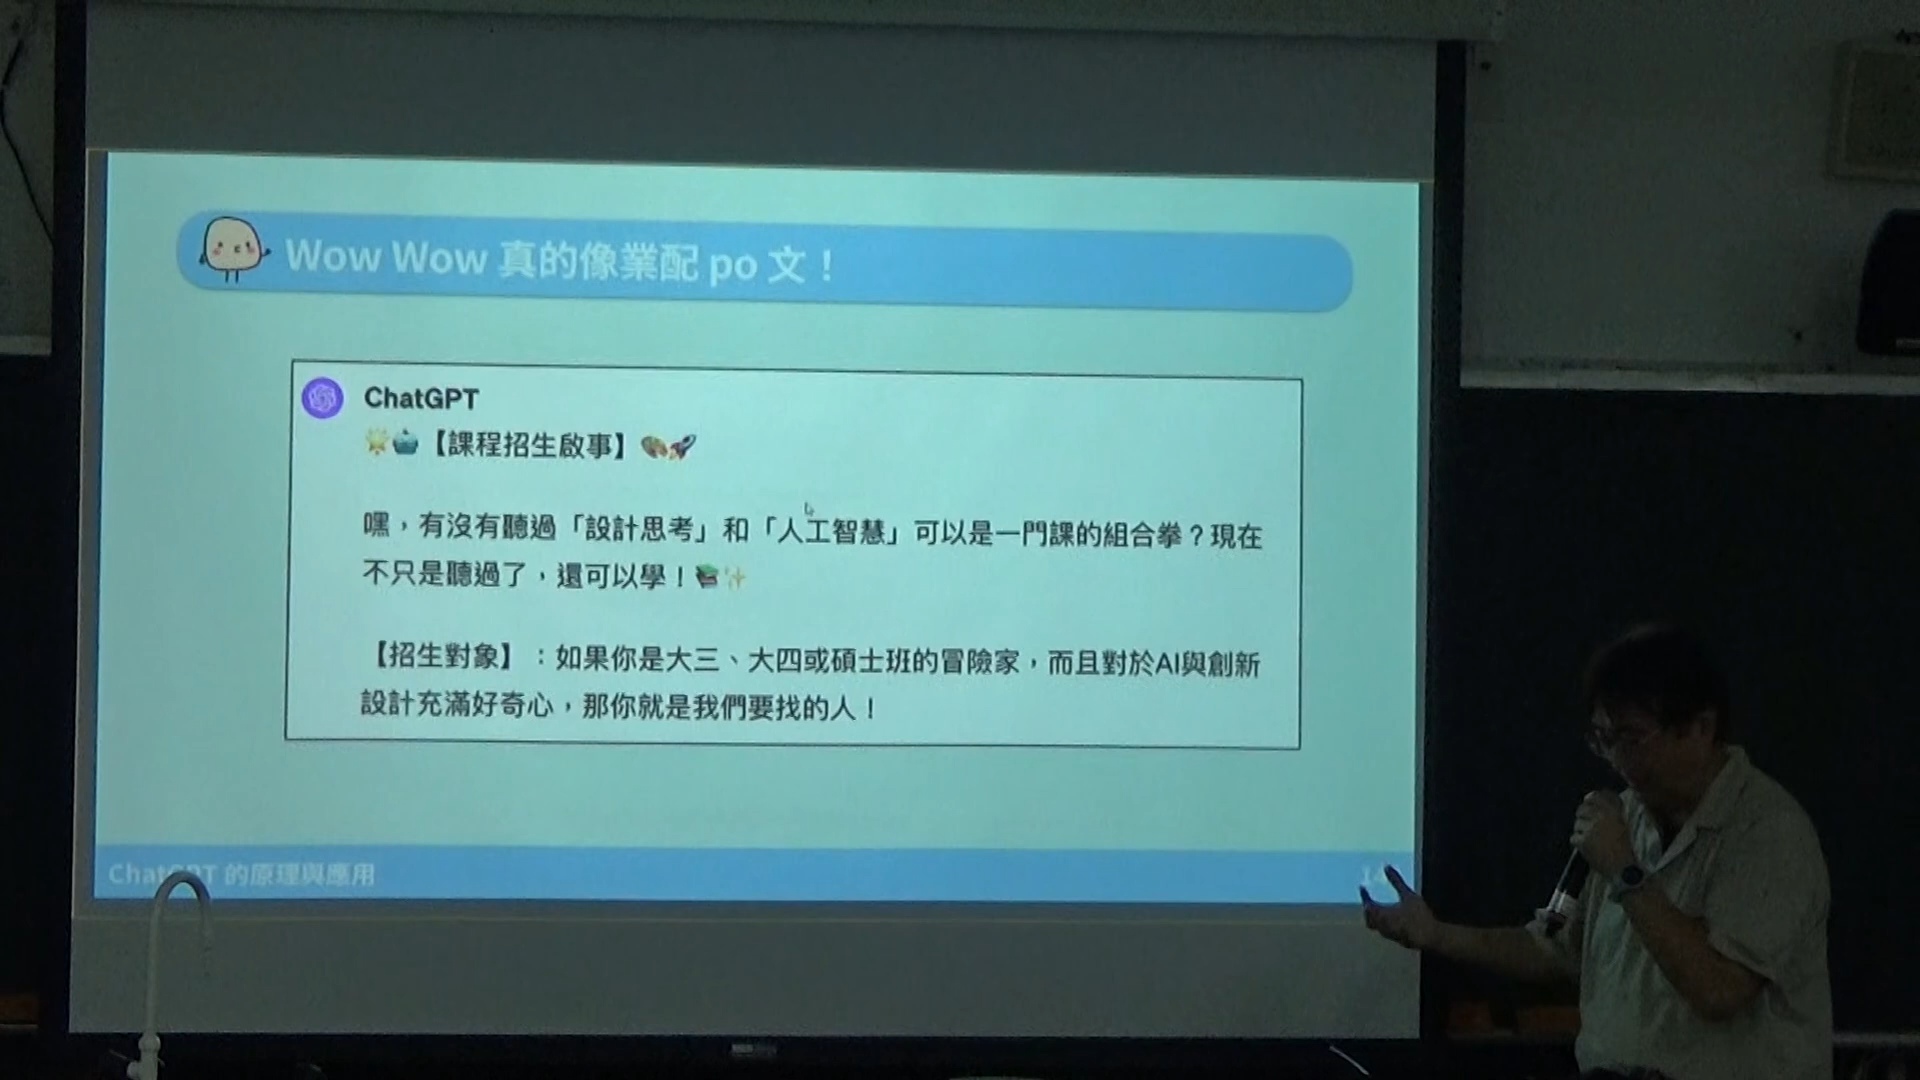 Wow Wow 真的像業配 po 文！
ChatGPT
【課程招生啟事】
嘿，有沒有聽過「設計思考」和「人工智慧」可以是一門課的組合拳？現在
不只是聽過了，還可以學！
【招生對象】：如果你是大三、大四或碩士班的冒險家，而且對於AI與創新
設計充滿好奇心，那你就是我們要找的人！
ChatGPT 的原理與應用